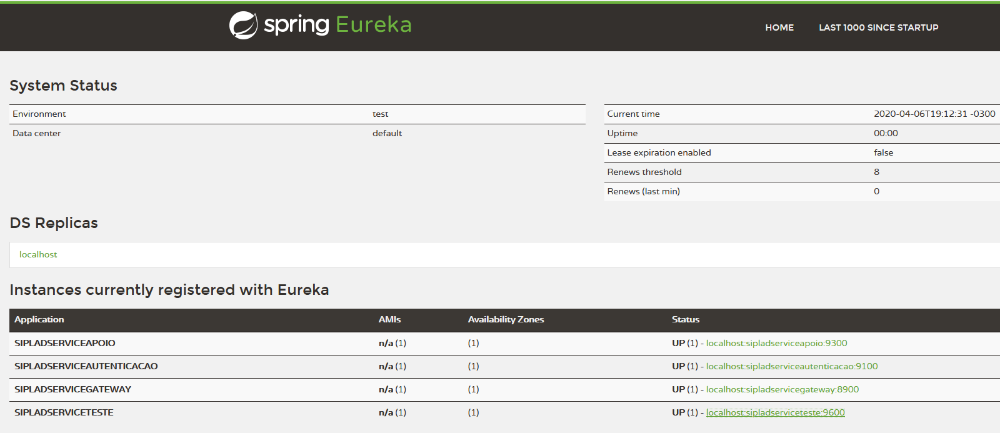 spring Eureka
HOME LAST 1000 SINCE STARTUP
System Status
Environment test
Data center default
Current time 2020-04-06T19:12:31 -0300
Uptime 00:00
Lease expiration enabled false
Renews threshold 8
Renews (last min) 0
DS Replicas
localhost
Instances currently registered with Eureka
Application AMIs Availability Zones Status
SIPLADSERVICEAPOIO n/a (1) (1) UP (1) - localhost:sipladserviceapoio:9300
SIPLADSERVICEAUTENTICACAO n/a (1) (1) UP (1) - localhost:sipladserviceautenticacao:9100
SIPLADSERVICEGATEWAY n/a (1) (1) UP (1) - localhost:sipladservicegateway:8900
SIPLADSERVICETESTE n/a (1) (1) UP (1) - localhost:sipladserviceteste:9600